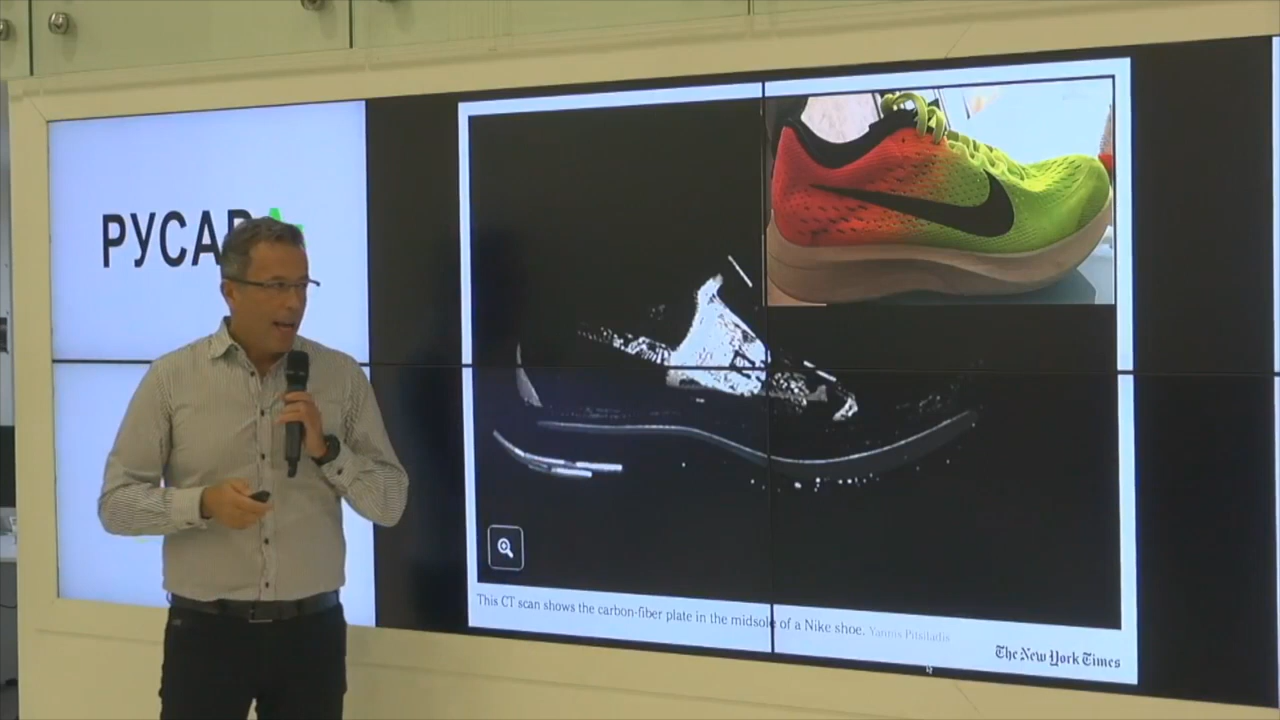 РУСАДА
This CT scan shows the carbon-fiber plate in the midsole of a Nike shoe. Yannis Pitsiladis
The New York Times